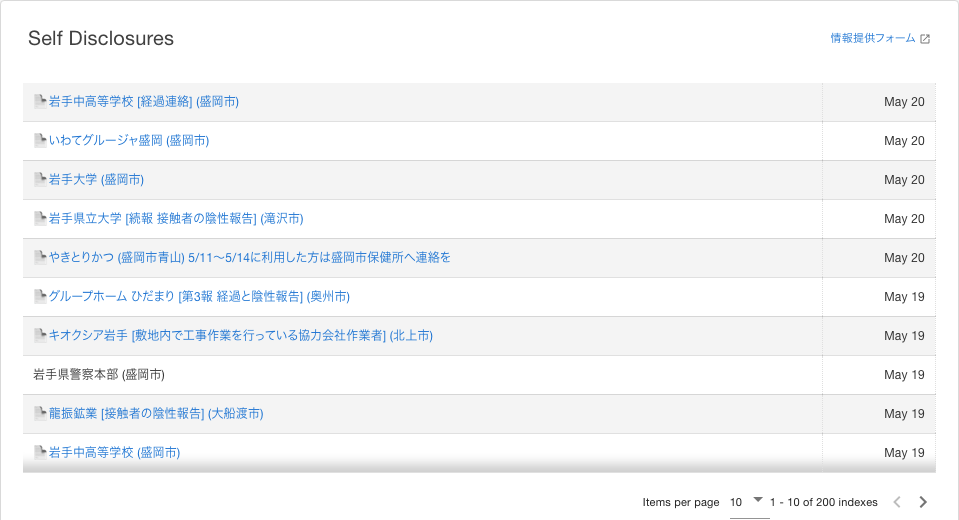 Self Disclosures
情報提供フォーム
岩手中高等学校 [経過連絡] (盛岡市) May 20
いわてグルージャ盛岡 (盛岡市) May 20
岩手大学 (盛岡市) May 20
岩手県立大学 [続報 接触者の陰性報告] (滝沢市) May 20
やきとりかつ (盛岡市青山) 5/11〜5/14に利用した方は盛岡市保健所へ連絡を May 20
グループホーム ひだまり [第3報 経過と陰性報告] (奥州市) May 19
キオクシア岩手 [敷地内で工事作業を行っている協力会社作業者] (北上市) May 19
岩手県警察本部 (盛岡市) May 19
龍振鉱業 [接触者の陰性報告] (大船渡市) May 19
岩手中高等学校 (盛岡市) May 19
Items per page 10 1 - 10 of 200 indexes